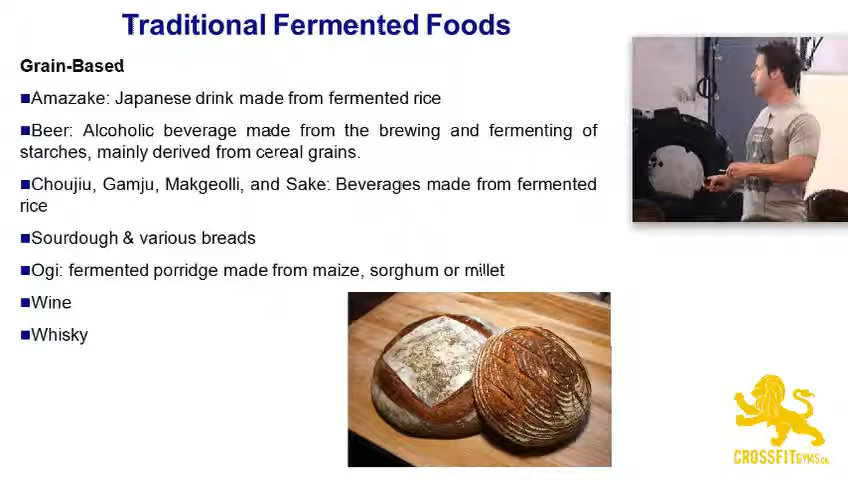 Traditional Fermented Foods
Grain-Based
■Amazake: Japanese drink made from fermented rice
■Beer: Alcoholic beverage made from the brewing and fermenting of
starches, mainly derived from cereal grains.
■Choujiu, Gamju, Makgeolli, and Sake: Beverages made from fermented
rice
■Sourdough & various breads
■Ogi: fermented porridge made from maize, sorghum or millet
■Wine
■Whisky
CROSSFITGYMS.CA